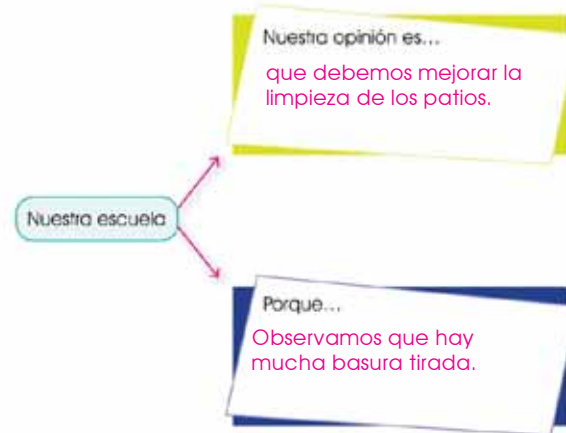 Nuestra opinión es...
que debemos mejorar la
limpieza de los patios.
Nuestra escuela
Porque...
Observamos que hay
mucha basura tirada.